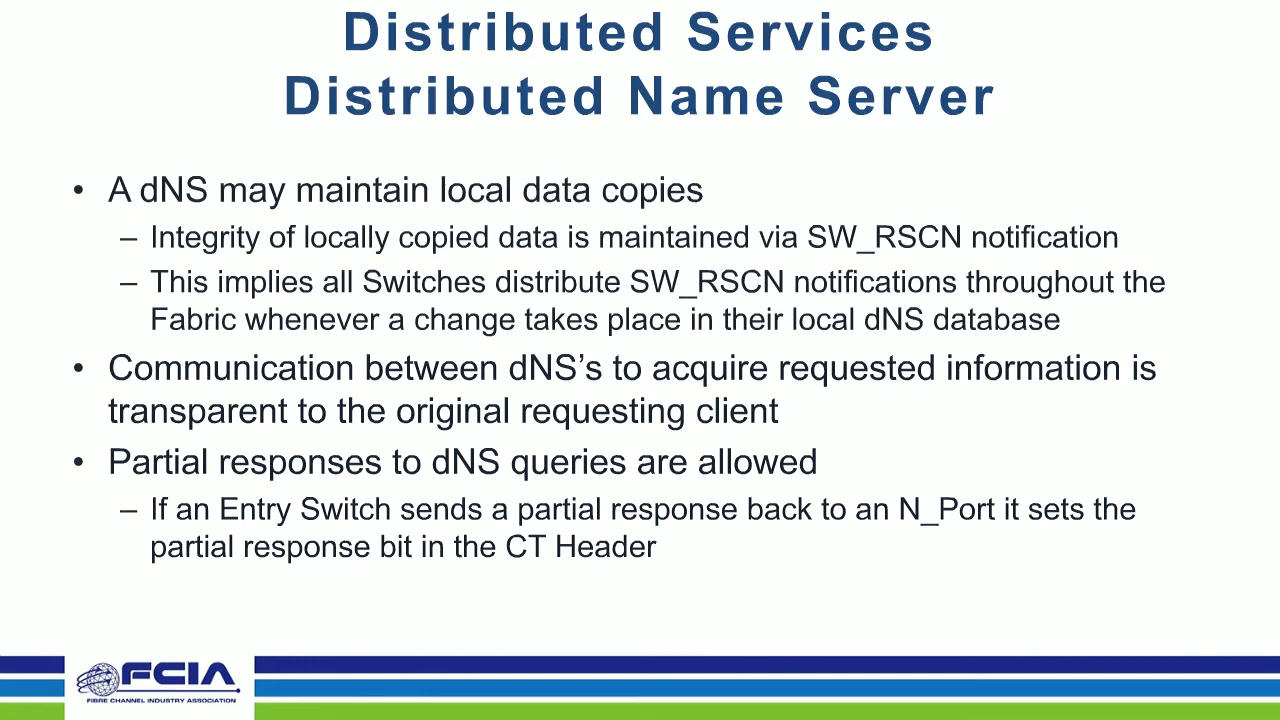 Distributed Services
Distributed Name Server
• A dNS may maintain local data copies
– Integrity of locally copied data is maintained via SW_RSCN notification
– This implies all Switches distribute SW_RSCN notifications throughout the
Fabric whenever a change takes place in their local dNS database
• Communication between dNS’s to acquire requested information is
transparent to the original requesting client
• Partial responses to dNS queries are allowed
– If an Entry Switch sends a partial response back to an N_Port it sets the
partial response bit in the CT Header
FCIA
FIBRE CHANNEL INDUSTRY ASSOCIATION